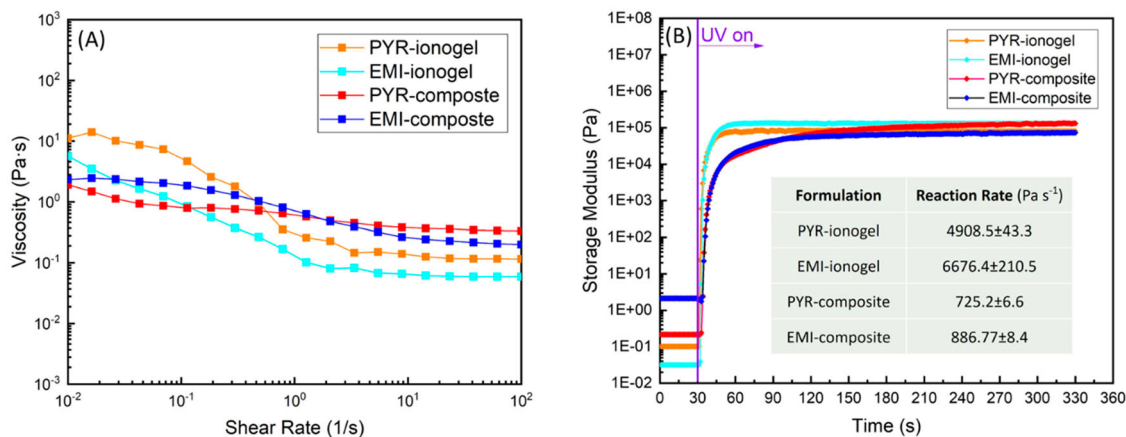 (A)
PYR-ionogel
EMI-ionogel
PYR-composte
EMI-composte
10³
10²
10¹
10⁰
10⁻¹
10⁻²
10⁻³
Viscosity (Pa·s)
10⁻² 10⁻¹ 10⁰ 10¹ 10²
Shear Rate (1/s)
(B)
UV on
PYR-ionogel
EMI-ionogel
PYR-composite
EMI-composite
1E+08
1E+07
1E+06
1E+05
1E+04
1E+03
1E+02
1E+01
1E+00
1E-01
1E-02
Storage Modulus (Pa)
Formulation Reaction Rate (Pa s⁻¹)
PYR-ionogel 4908.5±43.3
EMI-ionogel 6676.4±210.5
PYR-composite 725.2±6.6
EMI-composite 886.77±8.4
0 30 60 90 120 150 180 210 240 270 300 330 360
Time (s)